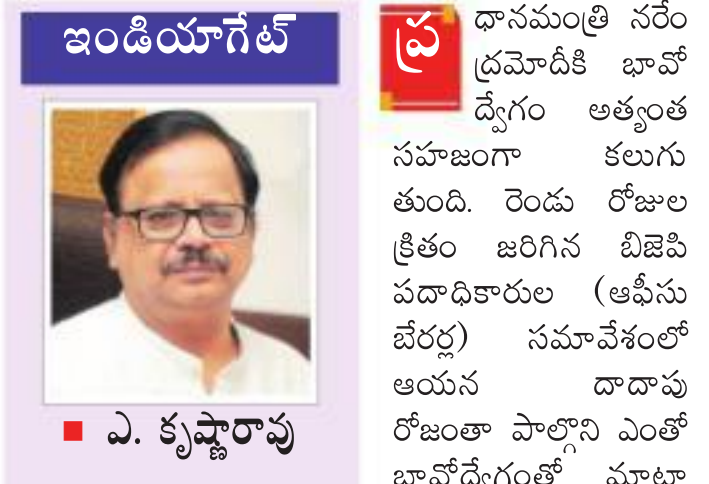 ఇండియాగేట్
■ ఎ. కృష్ణారావు
ప్ర
ధానమంత్రి నరేం
ద్రమోదీకి భావో
ద్వేగం అత్యంత
సహజంగా కలుగు
తుంది. రెండు రోజుల
క్రితం జరిగిన బిజెపి
పదాధికారుల (ఆఫీసు
బేరర్ల) సమావేశంలో
ఆయన దాదాపు
రోజంతా పాల్గొని ఎంతో
భావోద్వేగంతో మాటా